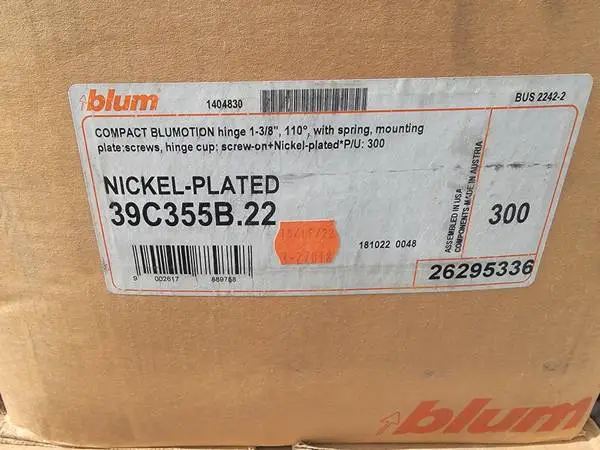 blum
1404830
BUS 2242-2
COMPACT BLUMOTION hinge 1-3/8", 110°, with spring, mounting
plate:screws, hinge cup: screw-on+Nickel-plated*P/U: 300
NICKEL-PLATED
39C355B.22
ASSEMBLED IN USA
COMPONENTS MADE IN AUSTRIA
300
181022 0048
9 002617 889768
26295336
blum